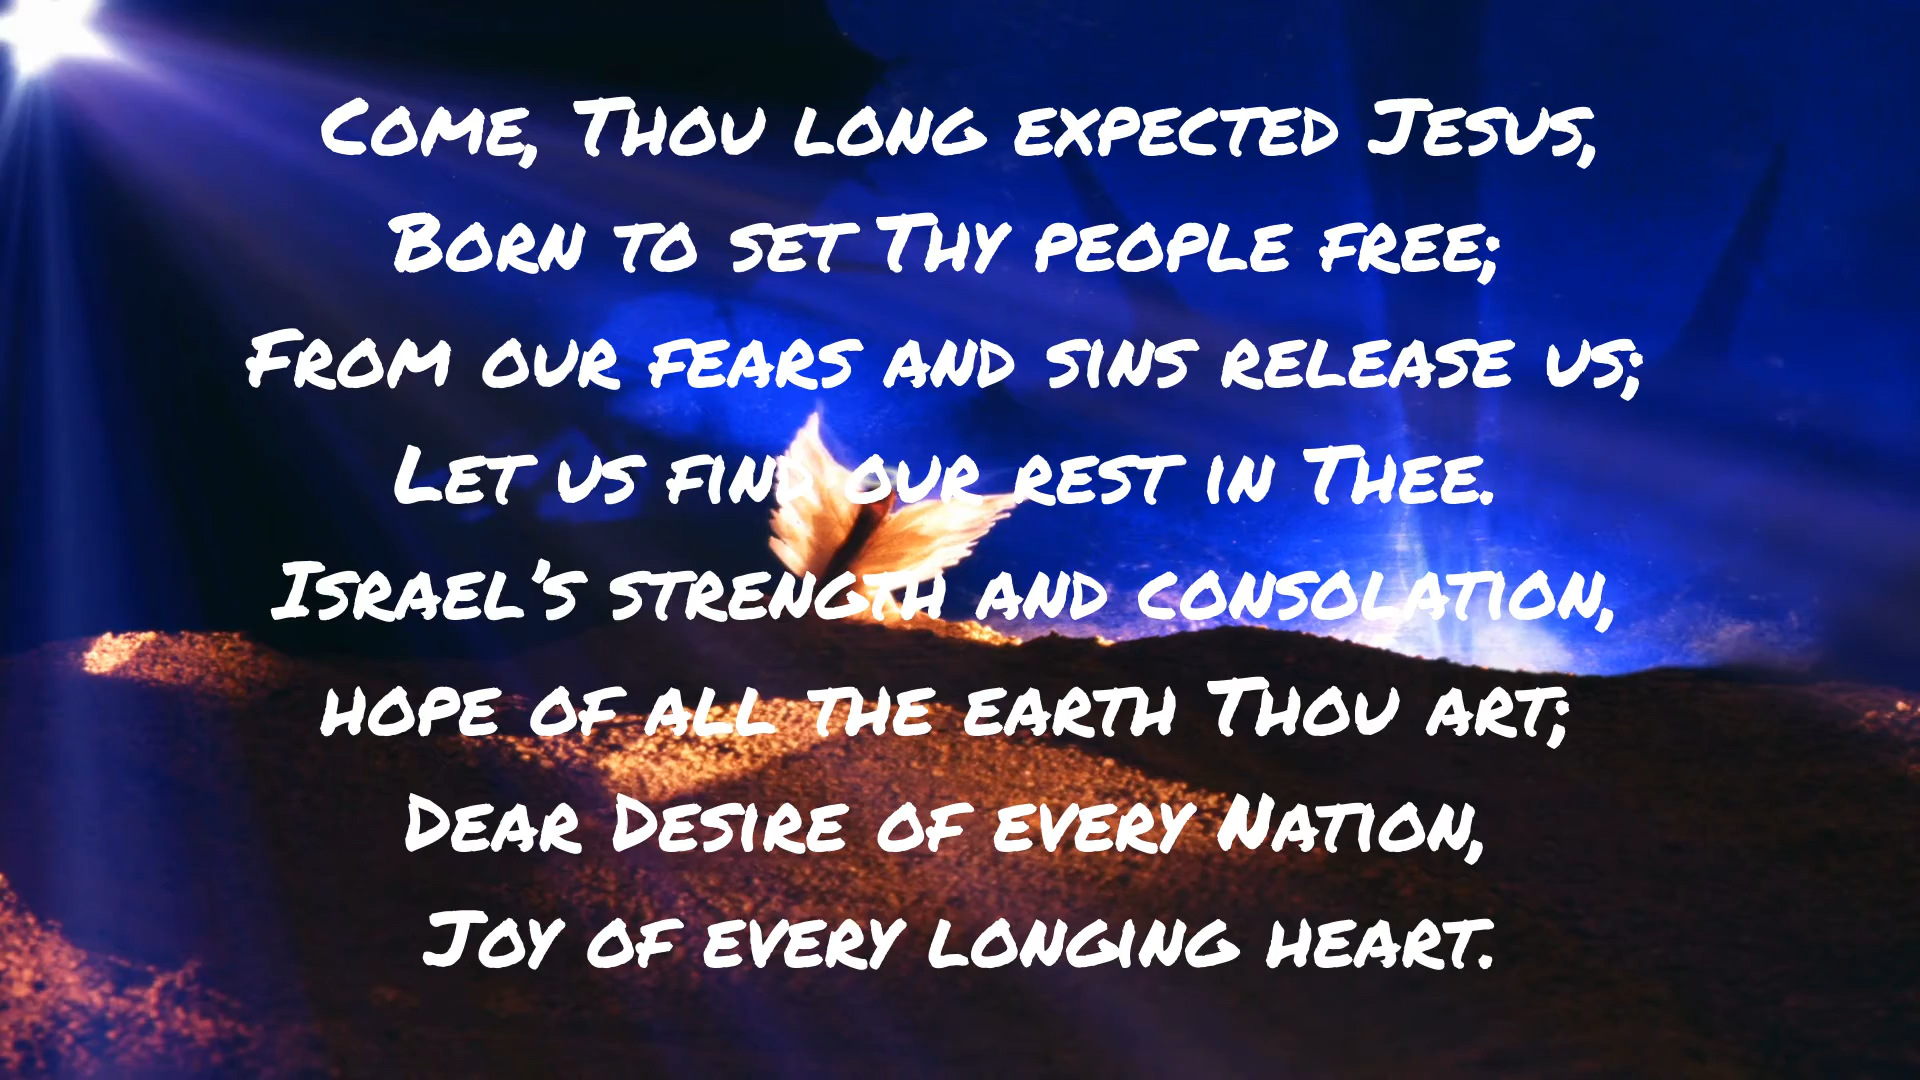 Come, Thou long expected Jesus,
Born to set Thy people free;
From our fears and sins release us;
Let us find our rest in Thee.
Israel’s strength and consolation,
hope of all the earth Thou art;
Dear Desire of every Nation,
Joy of every longing heart.